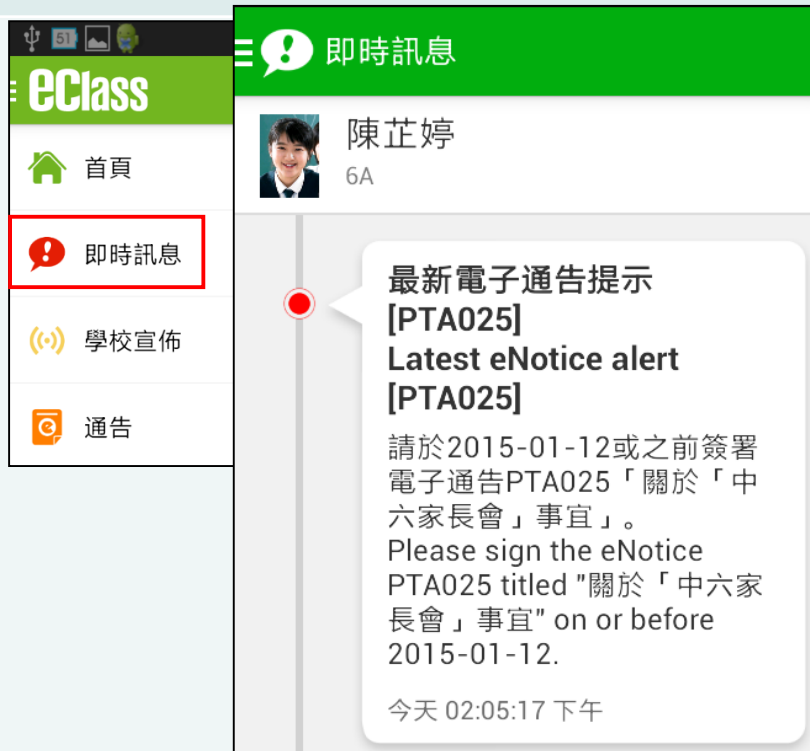 51
eClass
首頁
即時訊息
學校宣佈
通告
即時訊息
陳芷婷
6A
最新電子通告提示
[PTA025]
Latest eNotice alert
[PTA025]
請於2015-01-12或之前簽署
電子通告PTA025「關於「中
六家長會」事宜」。
Please sign the eNotice
PTA025 titled "關於「中六家
長會」事宜" on or before
2015-01-12.
今天 02:05:17 下午